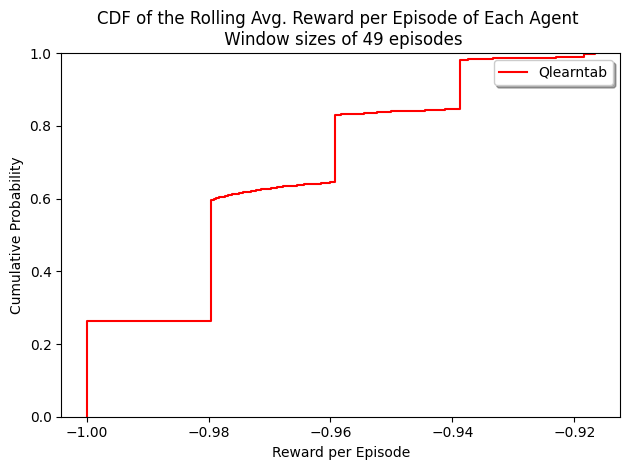 CDF of the Rolling Avg. Reward per Episode of Each Agent
Window sizes of 49 episodes
Qlearntab
Cumulative Probability
1.0
0.8
0.6
0.4
0.2
0.0
−1.00
−0.98
−0.96
−0.94
−0.92
Reward per Episode